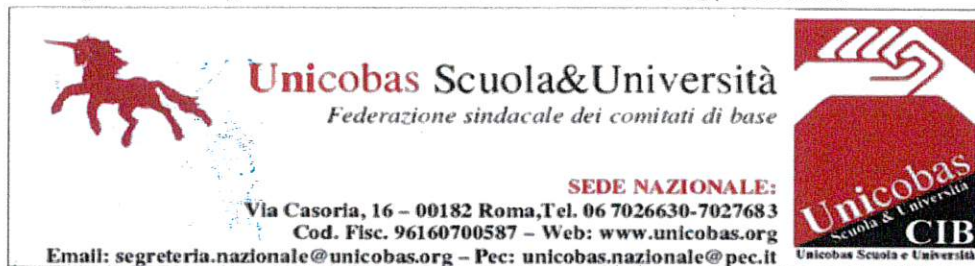 Unicobas Scuola&Università
Federazione sindacale dei comitati di base
SEDE NAZIONALE:
Via Casoria, 16 – 00182 Roma,Tel. 06 7026630-7027683
Cod. Fisc. 96160700587 – Web: www.unicobas.org
Email: segreteria.nazionale@unicobas.org – Pec: unicobas.nazionale@pec.it
Unicobas
Scuola & Università
CIB
Unicobas Scuola e Università